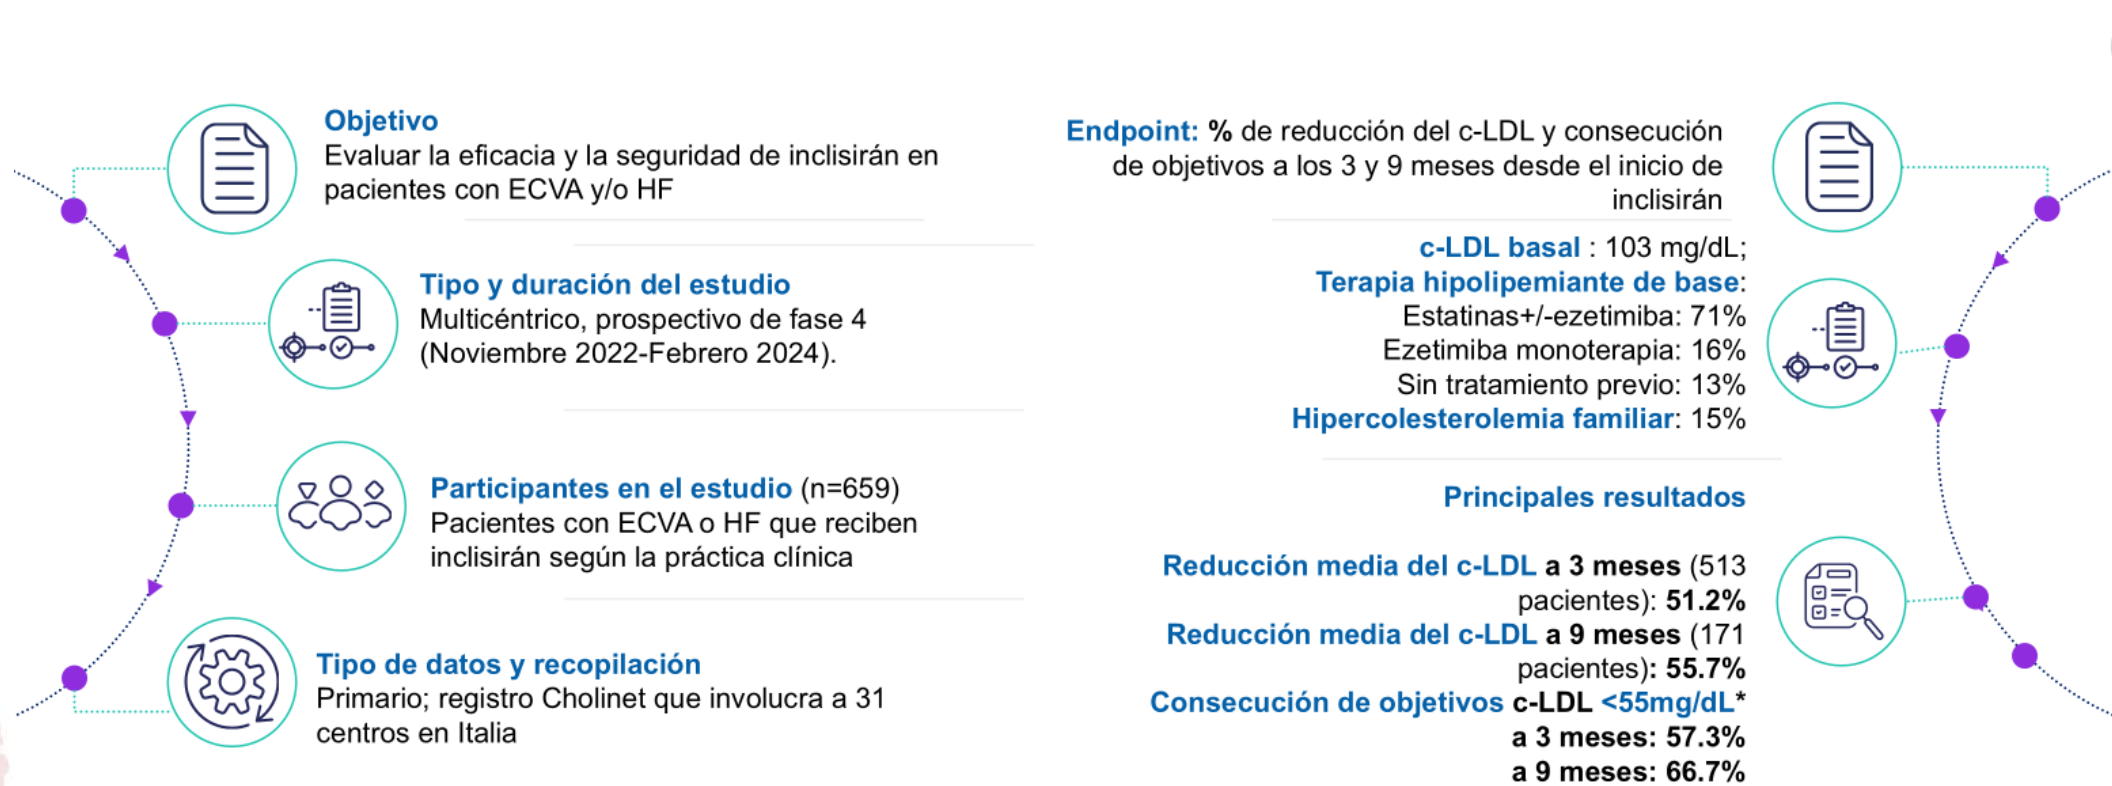 Objetivo
Evaluar la eficacia y la seguridad de inclisirán en
pacientes con ECVA y/o HF
Tipo y duración del estudio
Multicéntrico, prospectivo de fase 4
(Noviembre 2022-Febrero 2024).
Participantes en el estudio (n=659)
Pacientes con ECVA o HF que reciben
inclisirán según la práctica clínica
Tipo de datos y recopilación
Primario; registro Cholinet que involucra a 31
centros en Italia
Endpoint: % de reducción del c-LDL y consecución
de objetivos a los 3 y 9 meses desde el inicio de
inclisirán
c-LDL basal : 103 mg/dL;
Terapia hipolipemiante de base:
Estatinas+/-ezetimiba: 71%
Ezetimiba monoterapia: 16%
Sin tratamiento previo: 13%
Hipercolesterolemia familiar: 15%
Principales resultados
Reducción media del c-LDL a 3 meses (513
pacientes): 51.2%
Reducción media del c-LDL a 9 meses (171
pacientes): 55.7%
Consecución de objetivos c-LDL <55mg/dL*
a 3 meses: 57.3%
a 9 meses: 66.7%